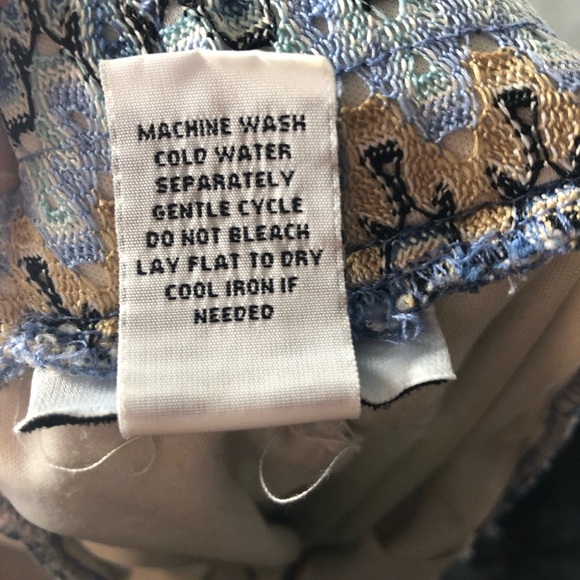 MACHINE WASH
COLD WATER
SEPARATELY
GENTLE CYCLE
DO NOT BLEACH
LAY FLAT TO DRY
COOL IRON IF
NEEDED